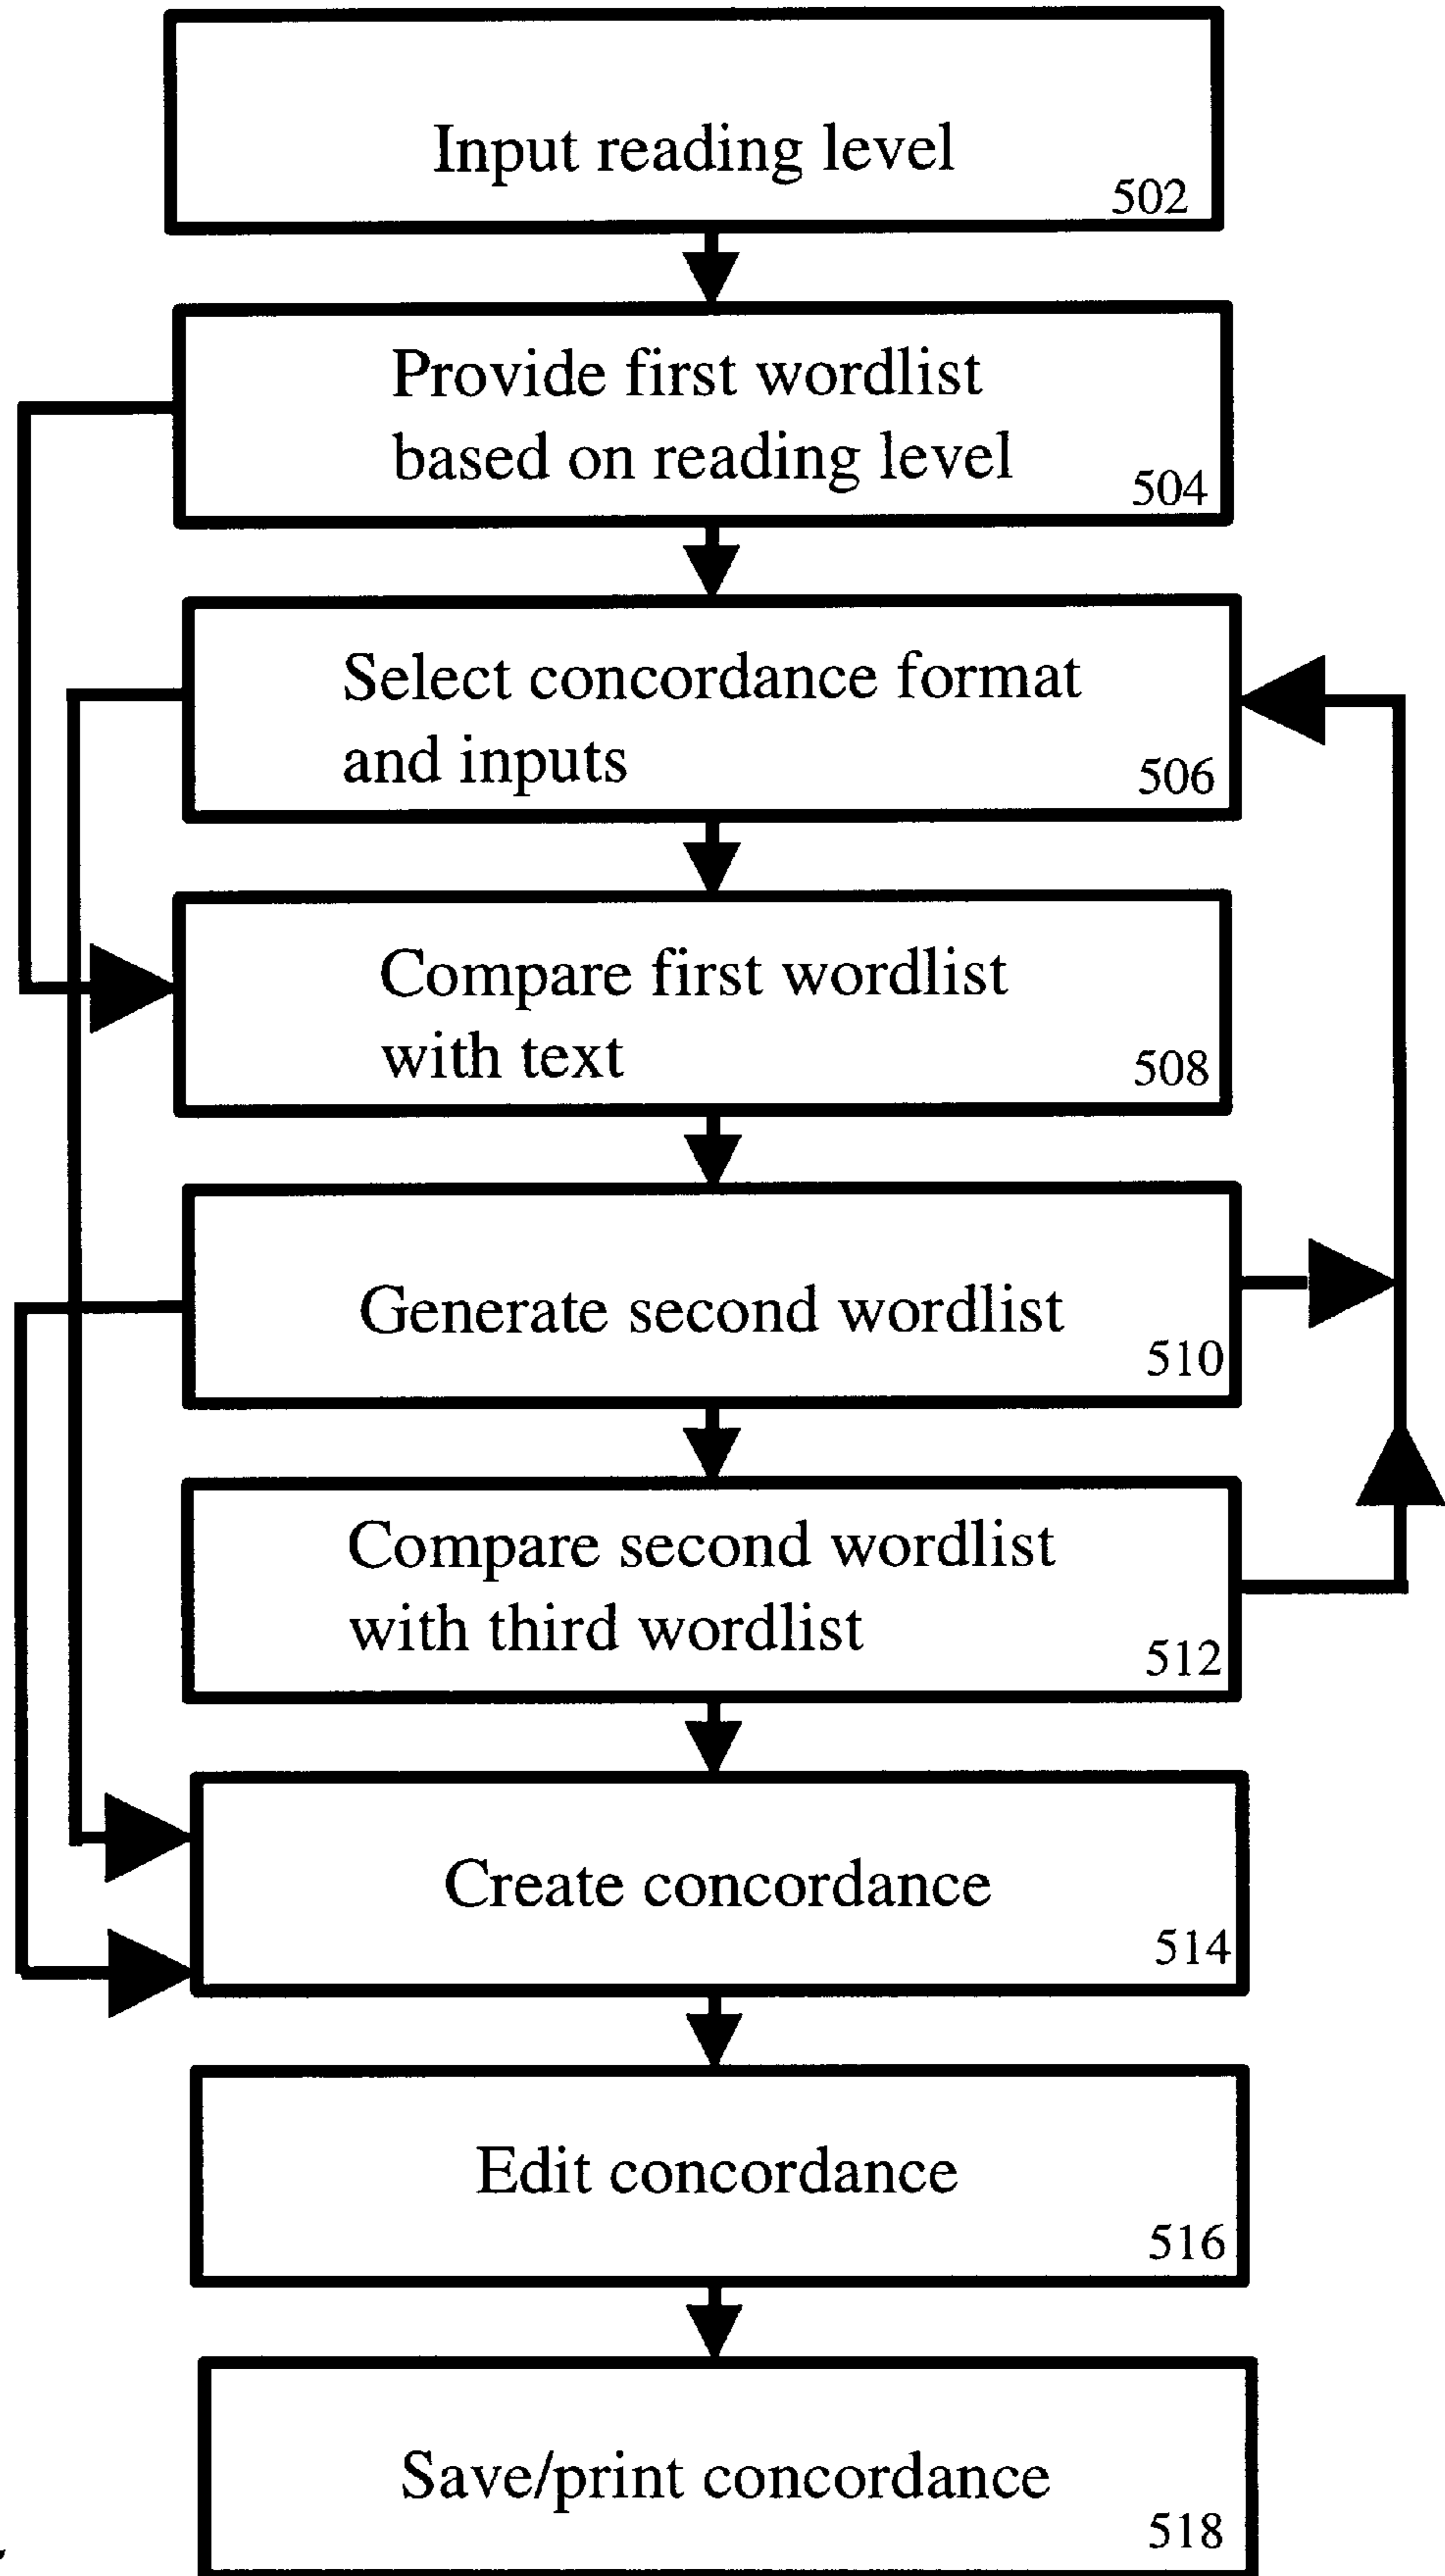 Input reading level
502
Provide first wordlist
based on reading level
504
Select concordance format
and inputs
506
Compare first wordlist
with text
508
Generate second wordlist
510
Compare second wordlist
with third wordlist
512
Create concordance
514
Edit concordance
516
Save/print concordance
518